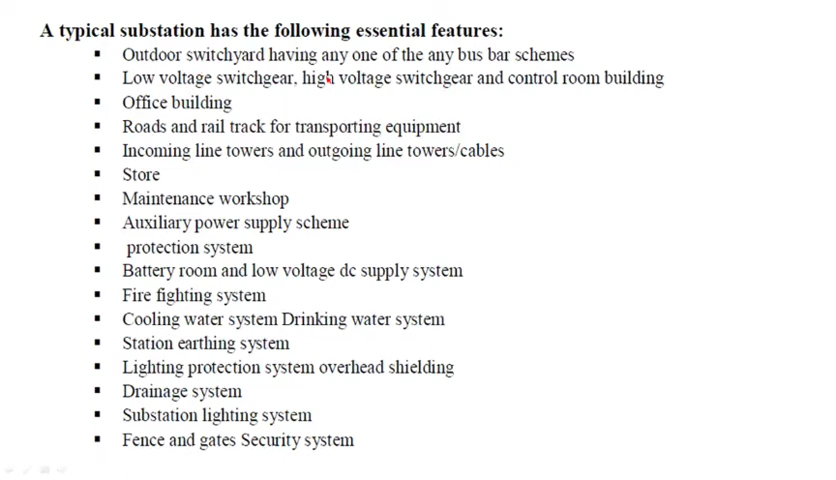 A typical substation has the following essential features:
▪ Outdoor switchyard having any one of the any bus bar schemes
▪ Low voltage switchgear, high voltage switchgear and control room building
▪ Office building
▪ Roads and rail track for transporting equipment
▪ Incoming line towers and outgoing line towers/cables
▪ Store
▪ Maintenance workshop
▪ Auxiliary power supply scheme
▪ protection system
▪ Battery room and low voltage dc supply system
▪ Fire fighting system
▪ Cooling water system Drinking water system
▪ Station earthing system
▪ Lighting protection system overhead shielding
▪ Drainage system
▪ Substation lighting system
▪ Fence and gates Security system